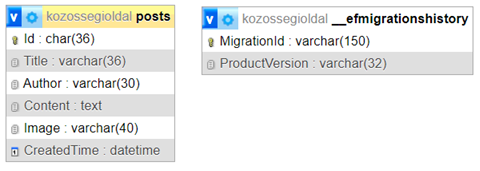 kozossegioldal posts
Id : char(36)
Title : varchar(36)
Author : varchar(30)
Content : text
Image : varchar(40)
CreatedTime : datetime
kozossegioldal __efmigrationshistory
MigrationId : varchar(150)
ProductVersion : varchar(32)